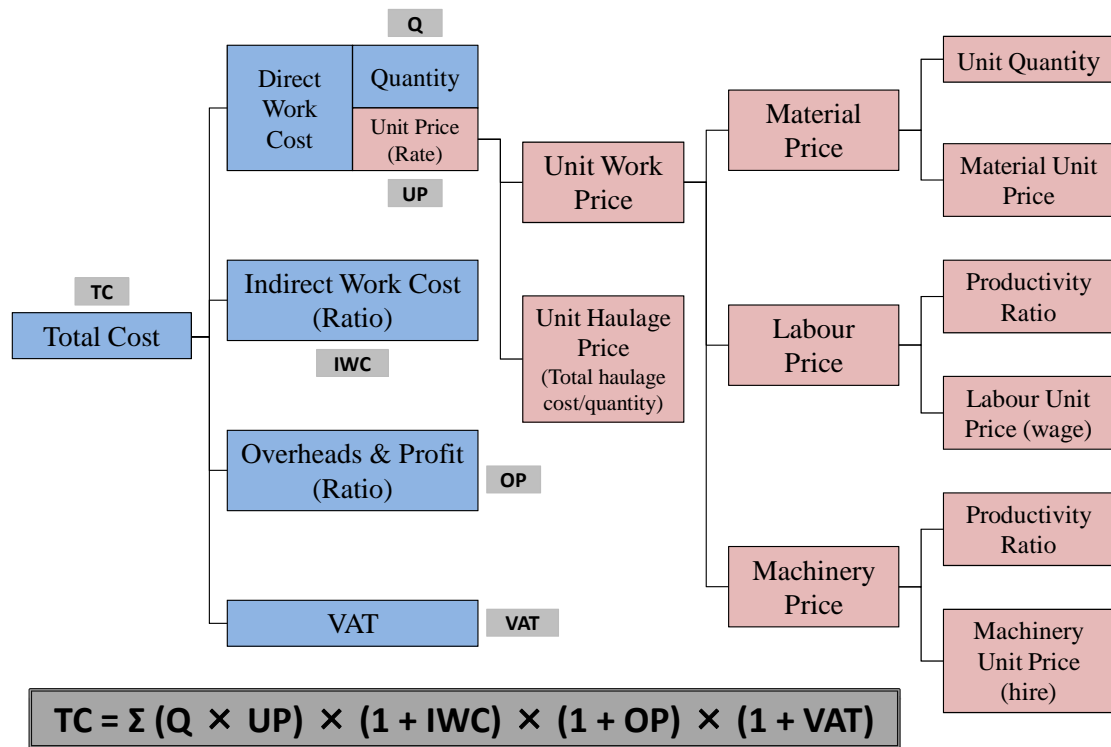 Q
Direct
Work
Cost
Quantity
Unit Price
(Rate)
UP
Indirect Work Cost
(Ratio)
IWC
TC
Total Cost
Overheads & Profit
(Ratio)
OP
VAT
VAT
Unit Work
Price
Unit Haulage
Price
(Total haulage
cost/quantity)
Material
Price
Labour
Price
Machinery
Price
Unit Quantity
Material Unit
Price
Productivity
Ratio
Labour Unit
Price (wage)
Productivity
Ratio
Machinery
Unit Price
(hire)
TC = Σ (Q × UP) × (1 + IWC) × (1 + OP) × (1 + VAT)